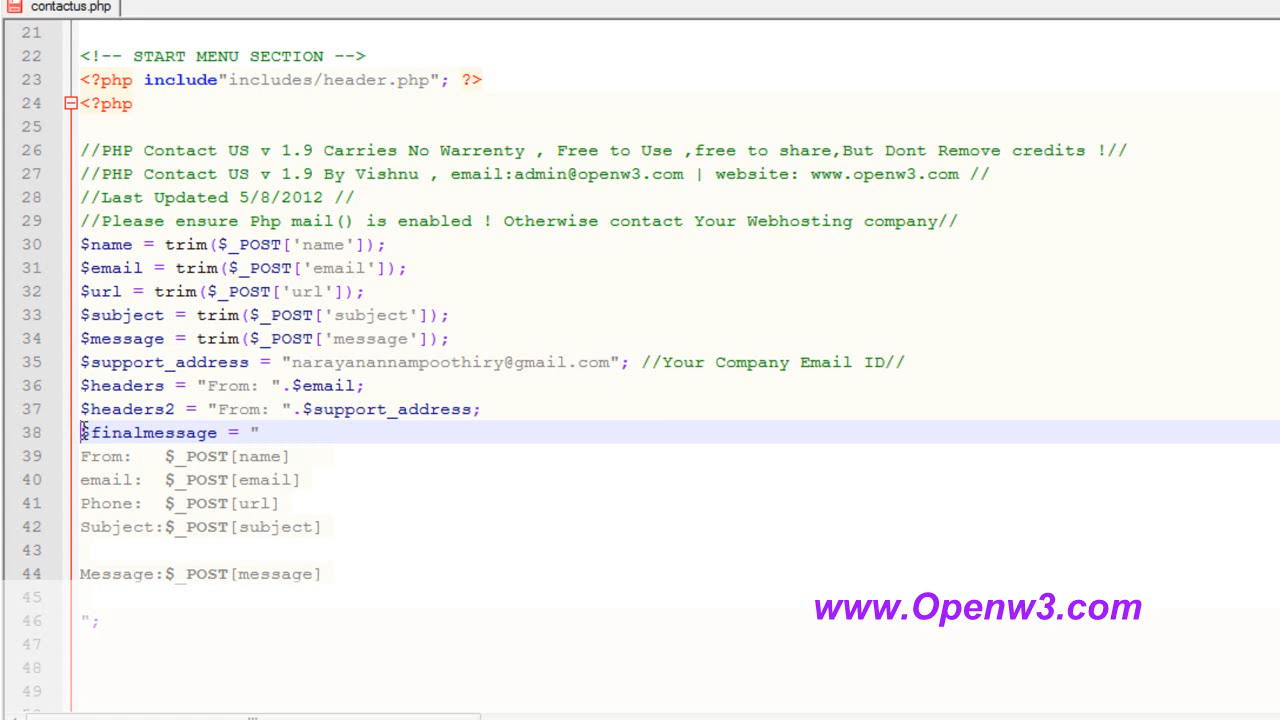 contactus.php
21
22 <!-- START MENU SECTION -->
23 <?php include"includes/header.php"; ?>
24 <?php
25
26 //PHP Contact US v 1.9 Carries No Warrenty , Free to Use ,free to share,But Dont Remove credits !//
27 //PHP Contact US v 1.9 By Vishnu , email:admin@openw3.com | website: www.openw3.com //
28 //Last Updated 5/8/2012 //
29 //Please ensure Php mail() is enabled ! Otherwise contact Your Webhosting company//
30 $name = trim($_POST['name']);
31 $email = trim($_POST['email']);
32 $url = trim($_POST['url']);
33 $subject = trim($_POST['subject']);
34 $message = trim($_POST['message']);
35 $support_address = "narayanannampoothiry@gmail.com"; //Your Company Email ID//
36 $headers = "From: ".$email;
37 $headers2 = "From: ".$support_address;
38 $finalmessage = "
39 From:   $_POST[name]
40 email:  $_POST[email]
41 Phone:  $_POST[url]
42 Subject:$_POST[subject]
43
44 Message:$_POST[message]
45
46 ";
47
48
49
www.Openw3.com